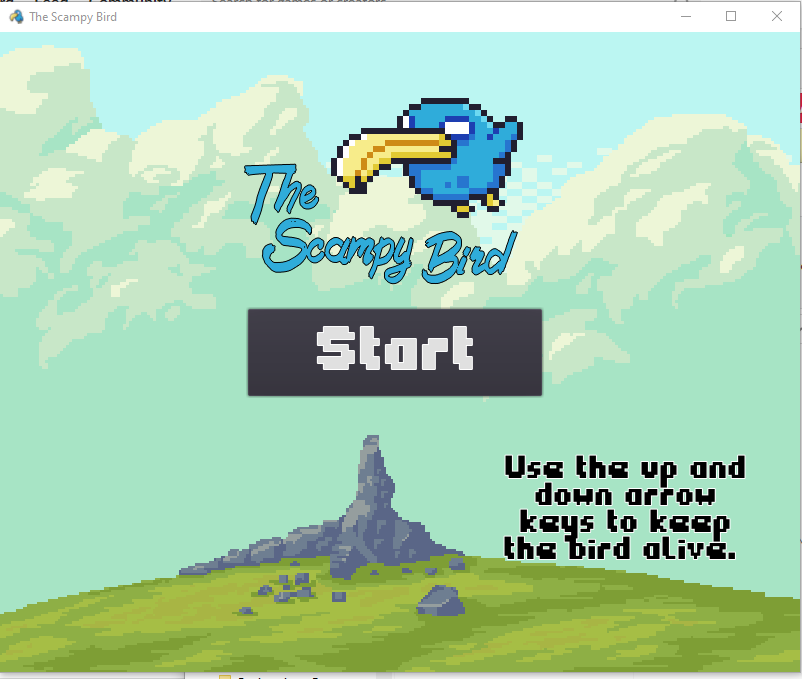 The Scampy Bird
The
Scampy Bird
Start
Use the up and
down arrow
keys to keep
the bird alive.